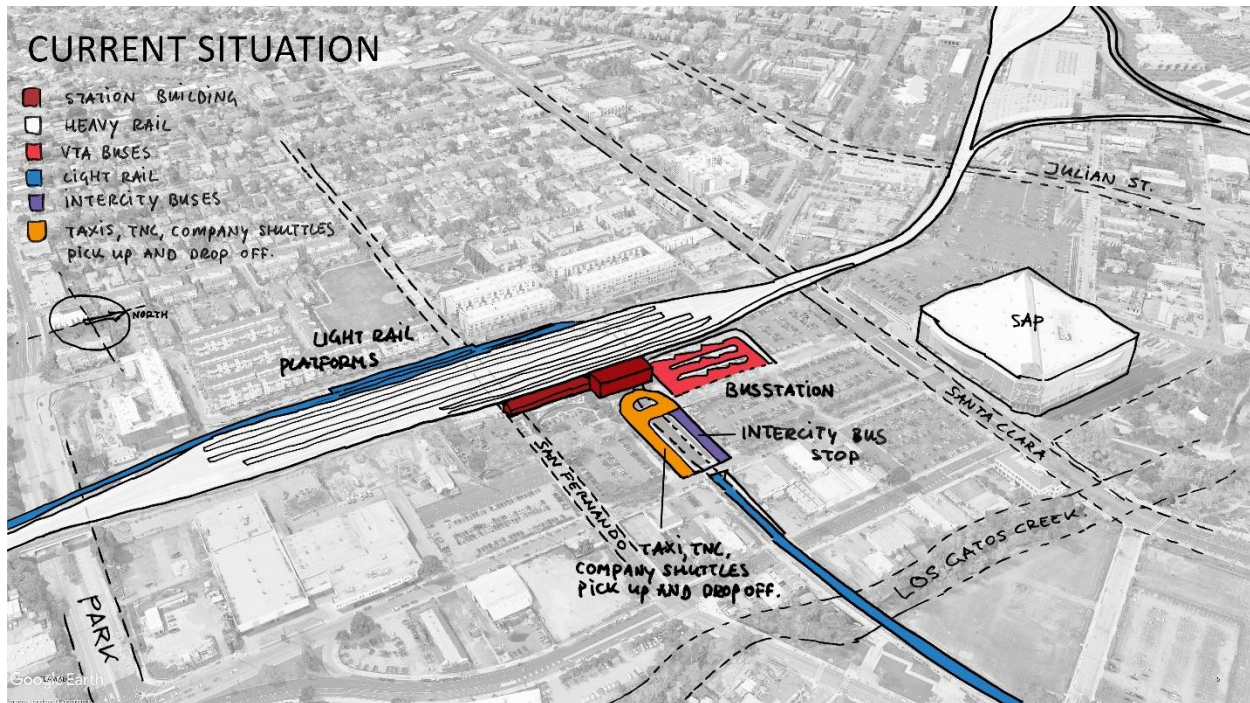 CURRENT SITUATION
STATION BUILDING
HEAVY RAIL
VTA BUSES
LIGHT RAIL
INTERCITY BUSES
TAXIS, TNC, COMPANY SHUTTLES
PICK UP AND DROP OFF.
NORTH
JULIAN ST.
LIGHT RAIL
PLATFORMS
SAP
BUSSTATION
SANTA CLARA
INTERCITY BUS
STOP
SAN FERNANDO
LOS GATOS CREEK
TAXI, TNC,
COMPANY SHUTTLES
PICK UP AND DROP OFF.
PARK
Google Earth